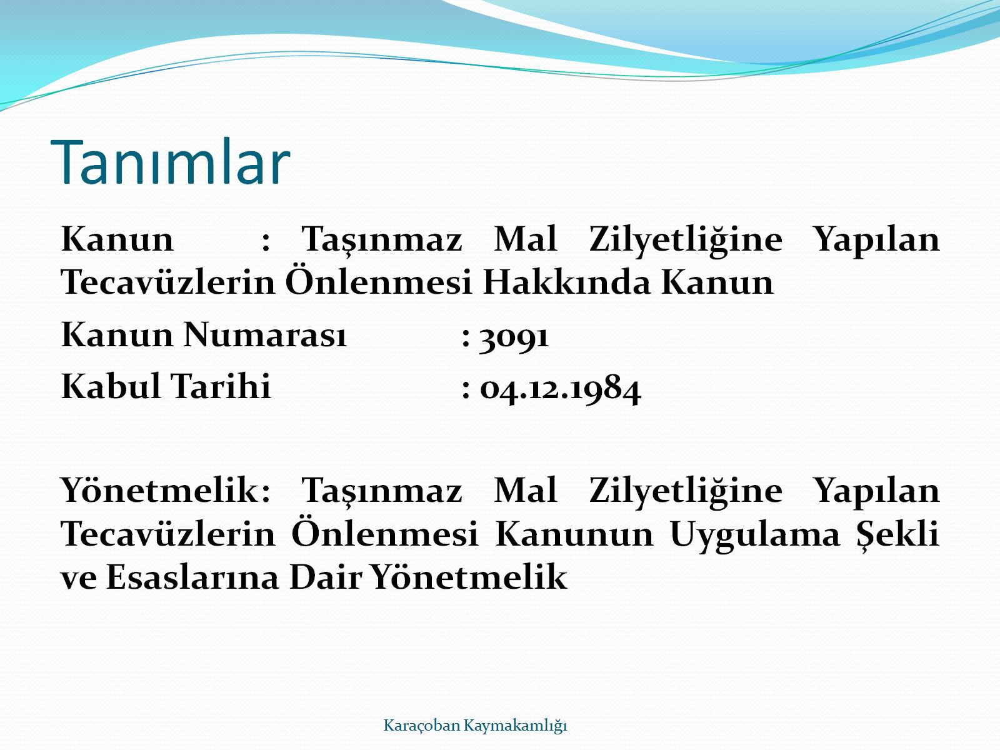 Tanımlar
Kanun : Taşınmaz Mal Zilyetliğine Yapılan
Tecavüzlerin Önlenmesi Hakkında Kanun
Kanun Numarası : 3091
Kabul Tarihi : 04.12.1984
Yönetmelik: Taşınmaz Mal Zilyetliğine Yapılan
Tecavüzlerin Önlenmesi Kanunun Uygulama Şekli
ve Esaslarına Dair Yönetmelik
Karaçoban Kaymakamlığı